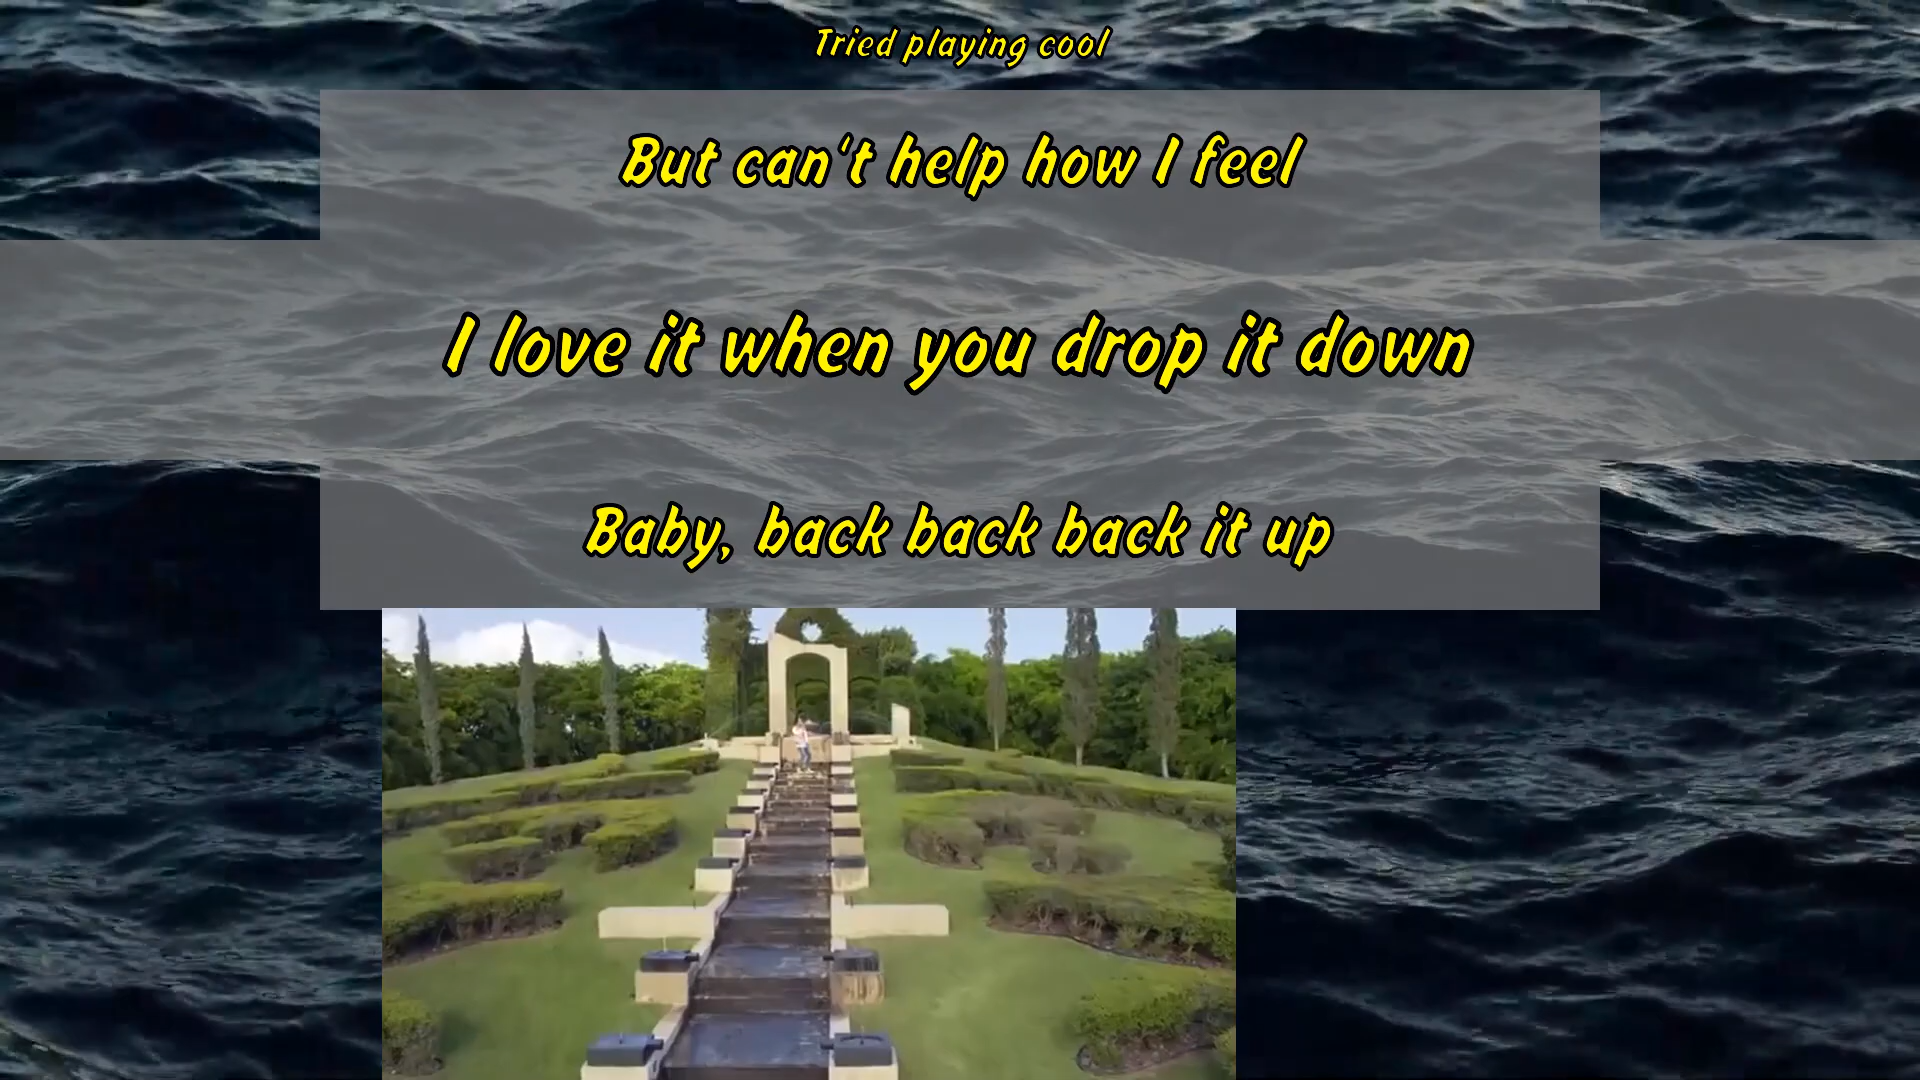 Tried playing cool
But can't help how I feel
I love it when you drop it down
Baby, back back back it up